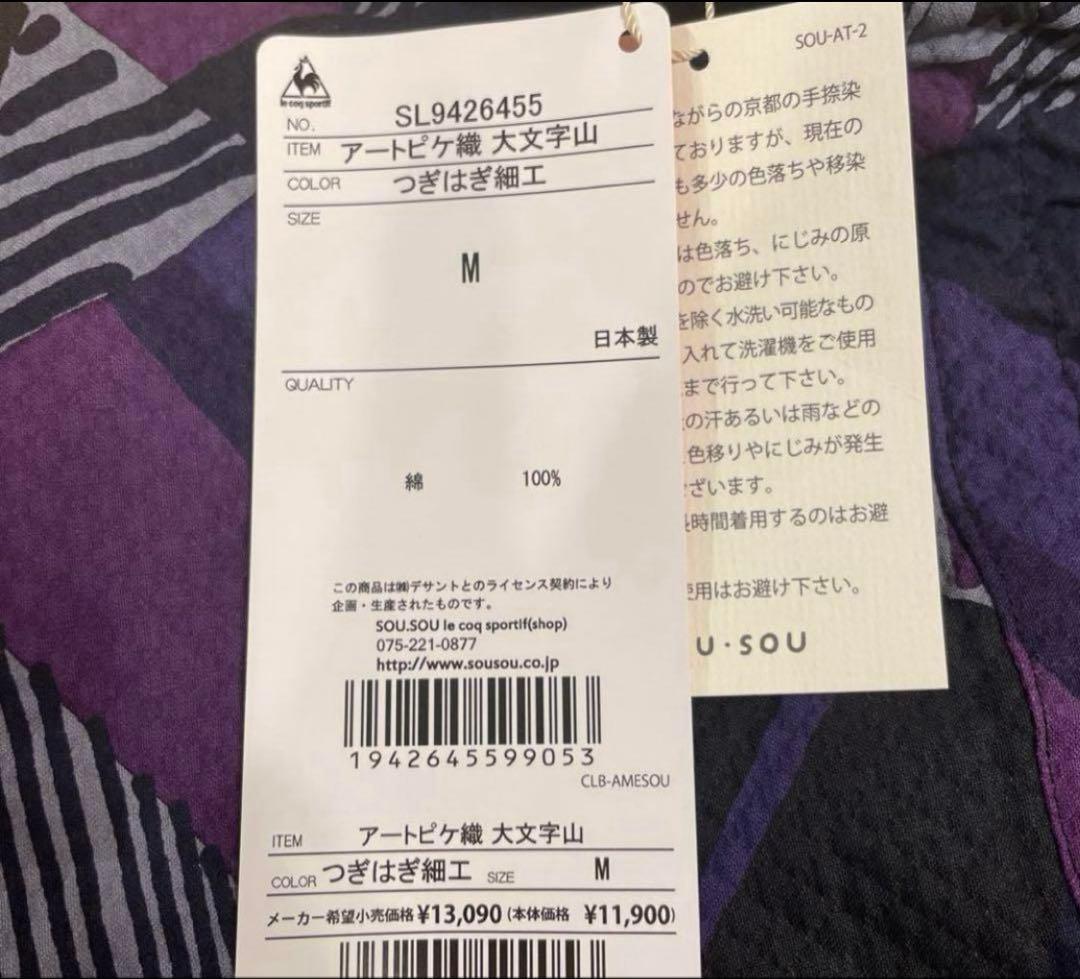 le coq sportif
NO. SL9426455
ITEM アートピケ織 大文字山
COLOR つぎはぎ細工
SIZE
M
日本製
QUALITY
綿 100%
この商品は㈱デサントとのライセンス契約により
企画・生産されたものです。
SOU.SOU le coq sportif(shop)
075-221-0877
http://www.sousou.co.jp
1942645599053
CLB-AMESOU
ITEM アートピケ織 大文字山
COLOR つぎはぎ細工 SIZE M
メーカー希望小売価格 ¥13,090 (本体価格 ¥11,900)
SOU-AT-2
ながらの京都の手捺染
ておりますが、現在の
も多少の色落ちや移染
せん。
は色落ち、にじみの原
のでお避け下さい。
を除く水洗い可能なもの
入れて洗濯機をご使用
まで行って下さい。
の汗あるいは雨などの
色移りやにじみが発生
ざいます。
時間着用するのはお避
使用はお避け下さい。
U・SOU